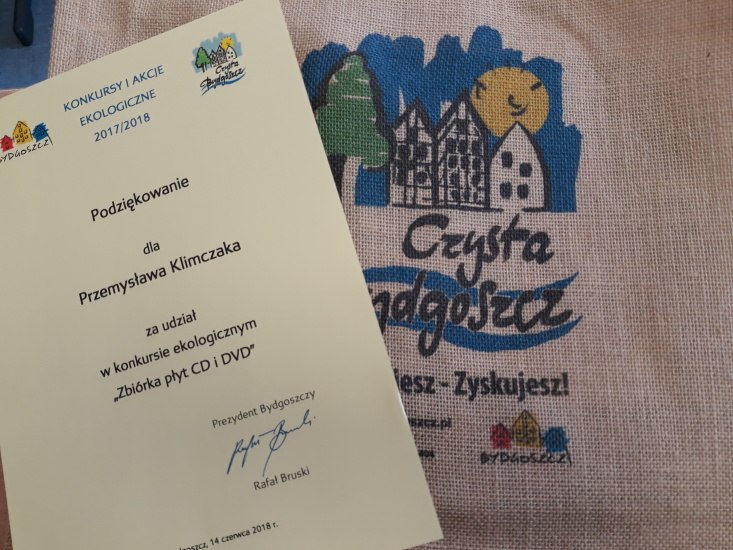 KONKURSY I AKCJE
EKOLOGICZNE
2017/2018
Czysta
Bydgoszcz
BYDGOSZCZ
Podziękowanie
dla
Przemysława Klimczaka
za udział
w konkursie ekologicznym
„Zbiórka płyt CD i DVD”
Prezydent Bydgoszczy
Rafał Bruski
14 czerwca 2018 r.
Czysta
- Zyskujesz!
BYDGOSZCZ